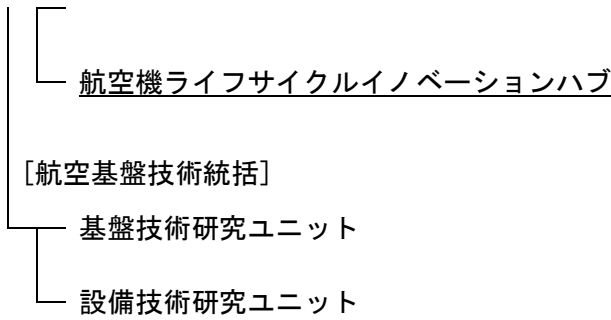 航空機ライフサイクルイノベーションハブ
［航空基盤技術統括］
基盤技術研究ユニット
設備技術研究ユニット